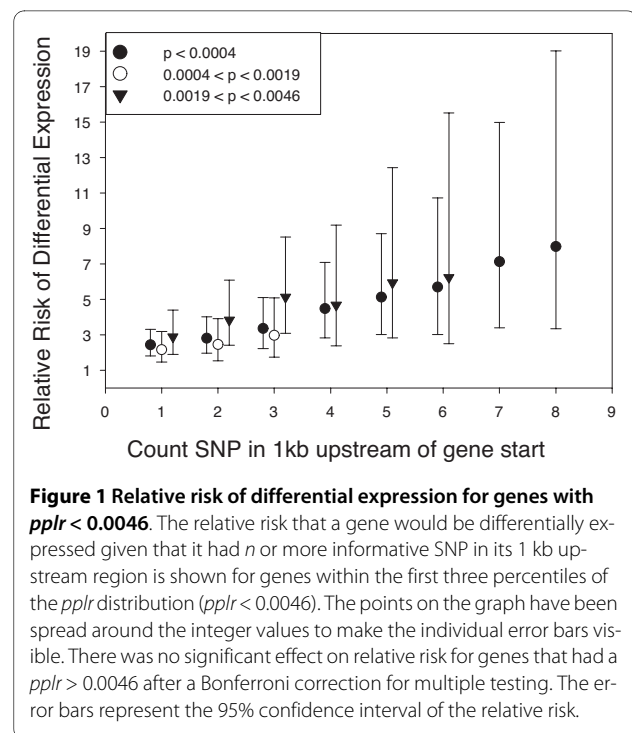 p < 0.0004
0.0004 < p < 0.0019
0.0019 < p < 0.0046
Relative Risk of Differential Expression
19
17
15
13
11
9
7
5
3
1
0 1 2 3 4 5 6 7 8 9
Count SNP in 1kb upstream of gene start
Figure 1 Relative risk of differential expression for genes with
pplr < 0.0046. The relative risk that a gene would be differentially ex-
pressed given that it had n or more informative SNP in its 1 kb up-
stream region is shown for genes within the first three percentiles of
the pplr distribution (pplr < 0.0046). The points on the graph have been
spread around the integer values to make the individual error bars vis-
ible. There was no significant effect on relative risk for genes that had a
pplr > 0.0046 after a Bonferroni correction for multiple testing. The er-
ror bars represent the 95% confidence interval of the relative risk.